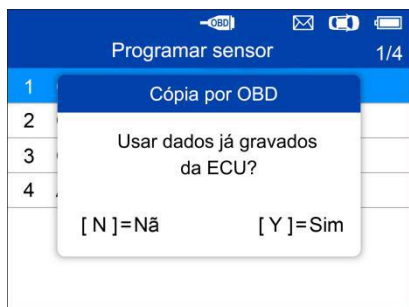 OBD
Programar sensor 1/4
1
Cópia por OBD
2
Usar dados já gravados
3
da ECU?
4
[ N ]=Nã [ Y ]=Sim